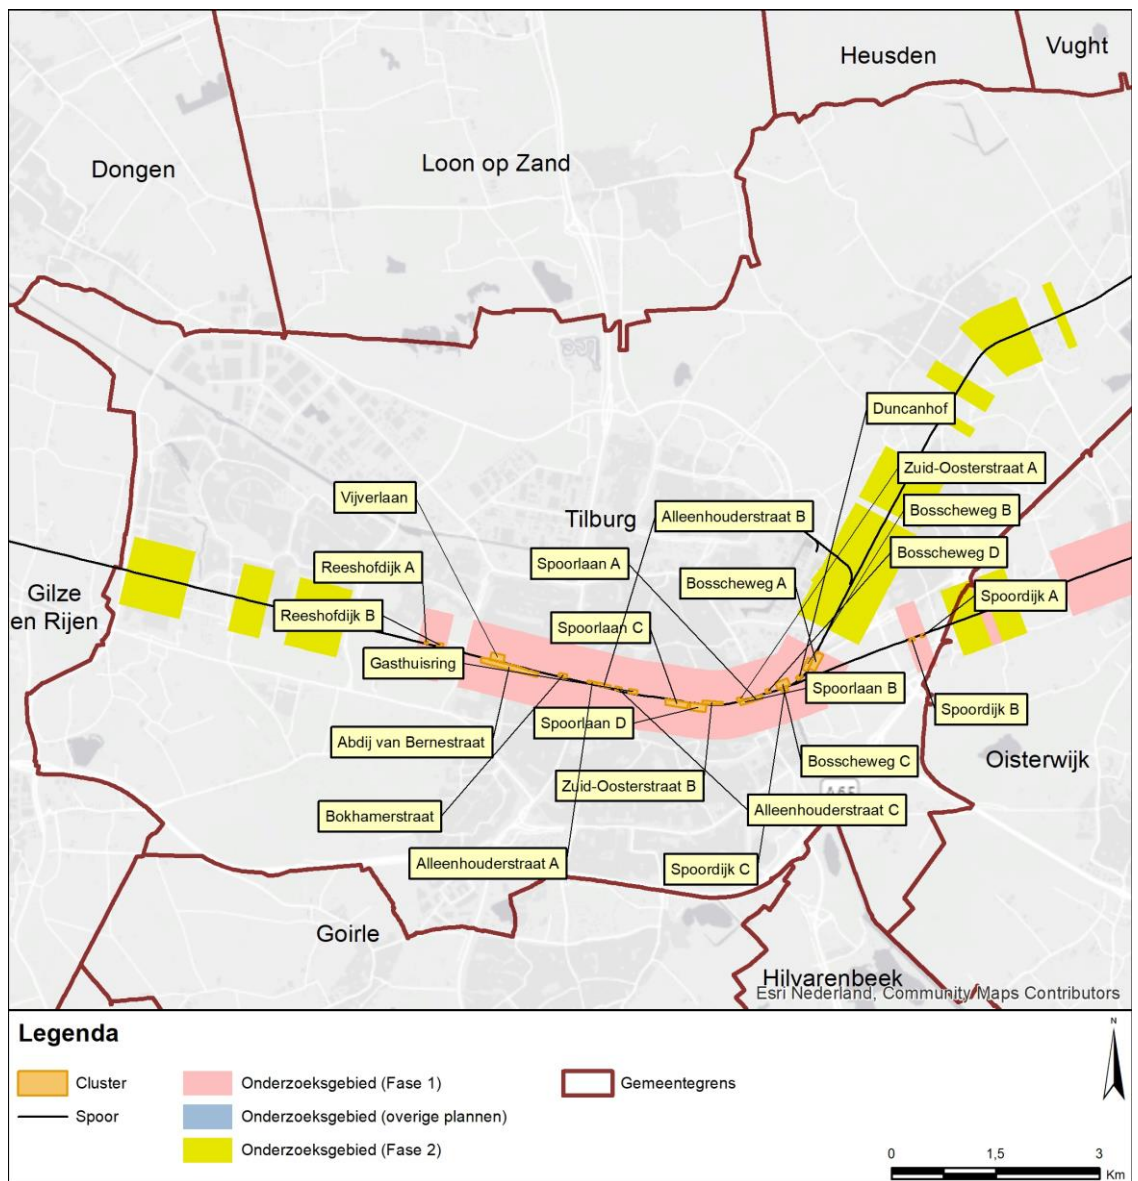 Vught
Heusden
Dongen
Loon op Zand
Duncanhof
Zuid-Oosterstraat A
Vijverlaan
Tilburg
Alleenhouderstraat B
Bosscheweg B
Spoorlaan A
Bosscheweg D
Reeshofdijk A
Bosscheweg A
Gilze
en Rijen
Spoordijk A
Reeshofdijk B
Spoorlaan C
Gasthuisring
Spoorlaan B
Spoordijk B
Spoorlaan D
Abdij van Bernestraat
Bosscheweg C
Oisterwijk
Zuid-Oosterstraat B
A65
Bokhamerstraat
Alleenhouderstraat C
Alleenhouderstraat A
Spoordijk C
Goirle
Hilvarenbeek
Esri Nederland, Community Maps Contributors
Legenda
N
Cluster
Onderzoeksgebied (Fase 1)
Gemeentegrens
Spoor
Onderzoeksgebied (overige plannen)
Onderzoeksgebied (Fase 2)
0 1,5 3
Km